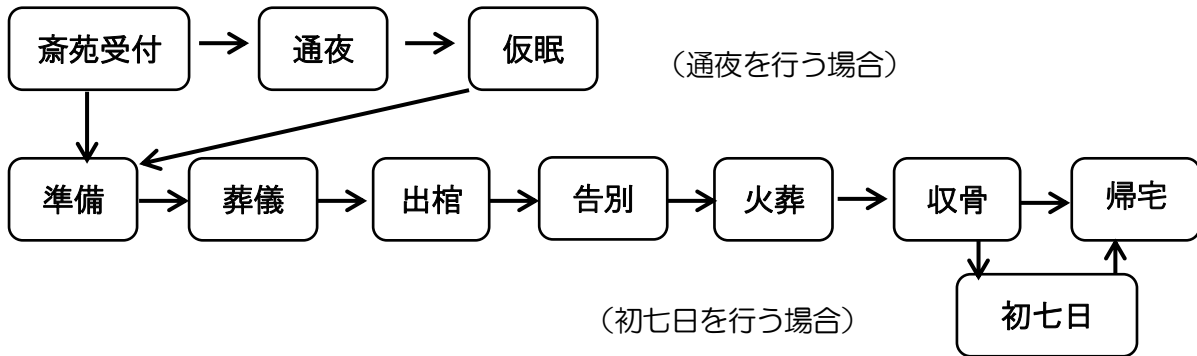 斎苑受付
通夜
仮眠
（通夜を行う場合）
準備
葬儀
出棺
告別
火葬
収骨
帰宅
初七日
（初七日を行う場合）